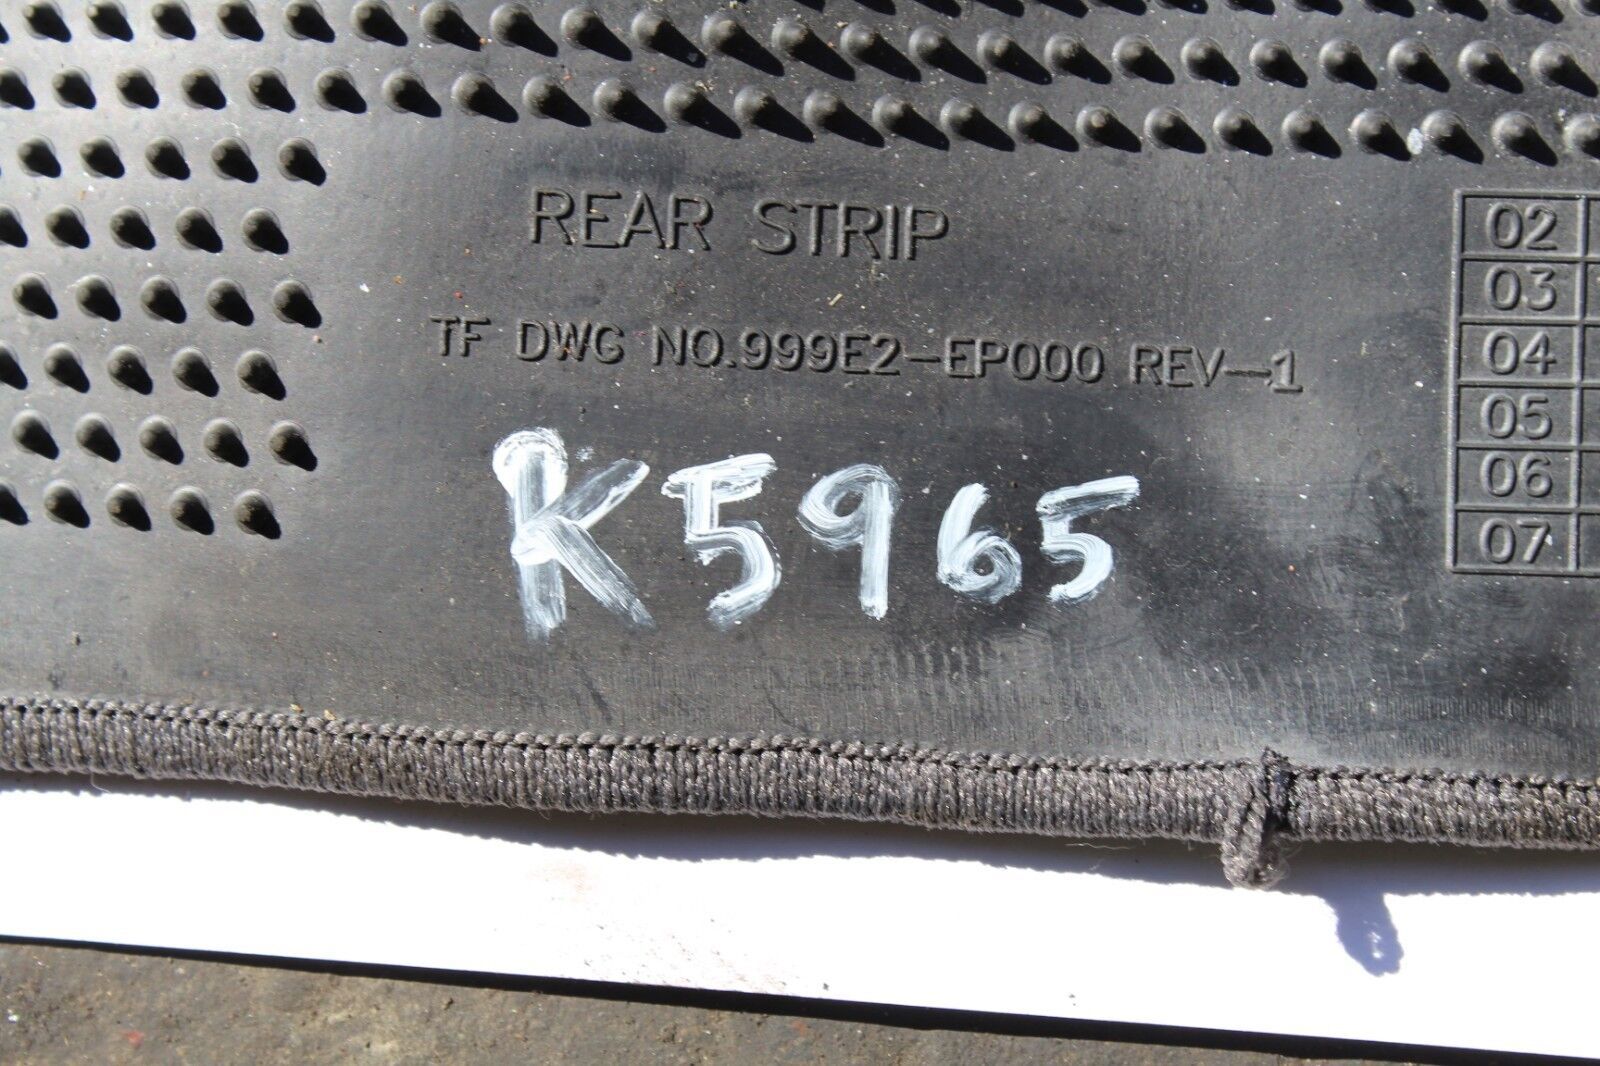 REAR STRIP
TF DWG NO.999E2-EP000 REV-1
K5965
02
03
04
05
06
07